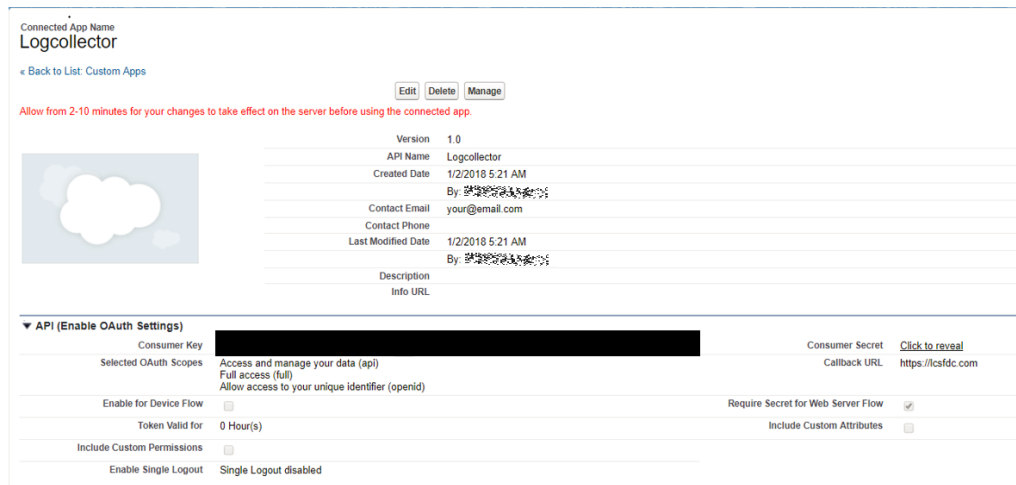 Connected App Name
Logcollector
« Back to List: Custom Apps
Edit Delete Manage
Allow from 2-10 minutes for your changes to take effect on the server before using the connected app.
Version 1.0
API Name Logcollector
Created Date 1/2/2018 5:21 AM
By:
Contact Email your@email.com
Contact Phone
Last Modified Date 1/2/2018 5:21 AM
By:
Description
Info URL
▼ API (Enable OAuth Settings)
Consumer Key Consumer Secret Click to reveal
Selected OAuth Scopes Access and manage your data (api) Callback URL https://lcsfdc.com
Full access (full)
Allow access to your unique identifier (openid)
Enable for Device Flow Require Secret for Web Server Flow
Token Valid for 0 Hour(s) Include Custom Attributes
Include Custom Permissions
Enable Single Logout Single Logout disabled